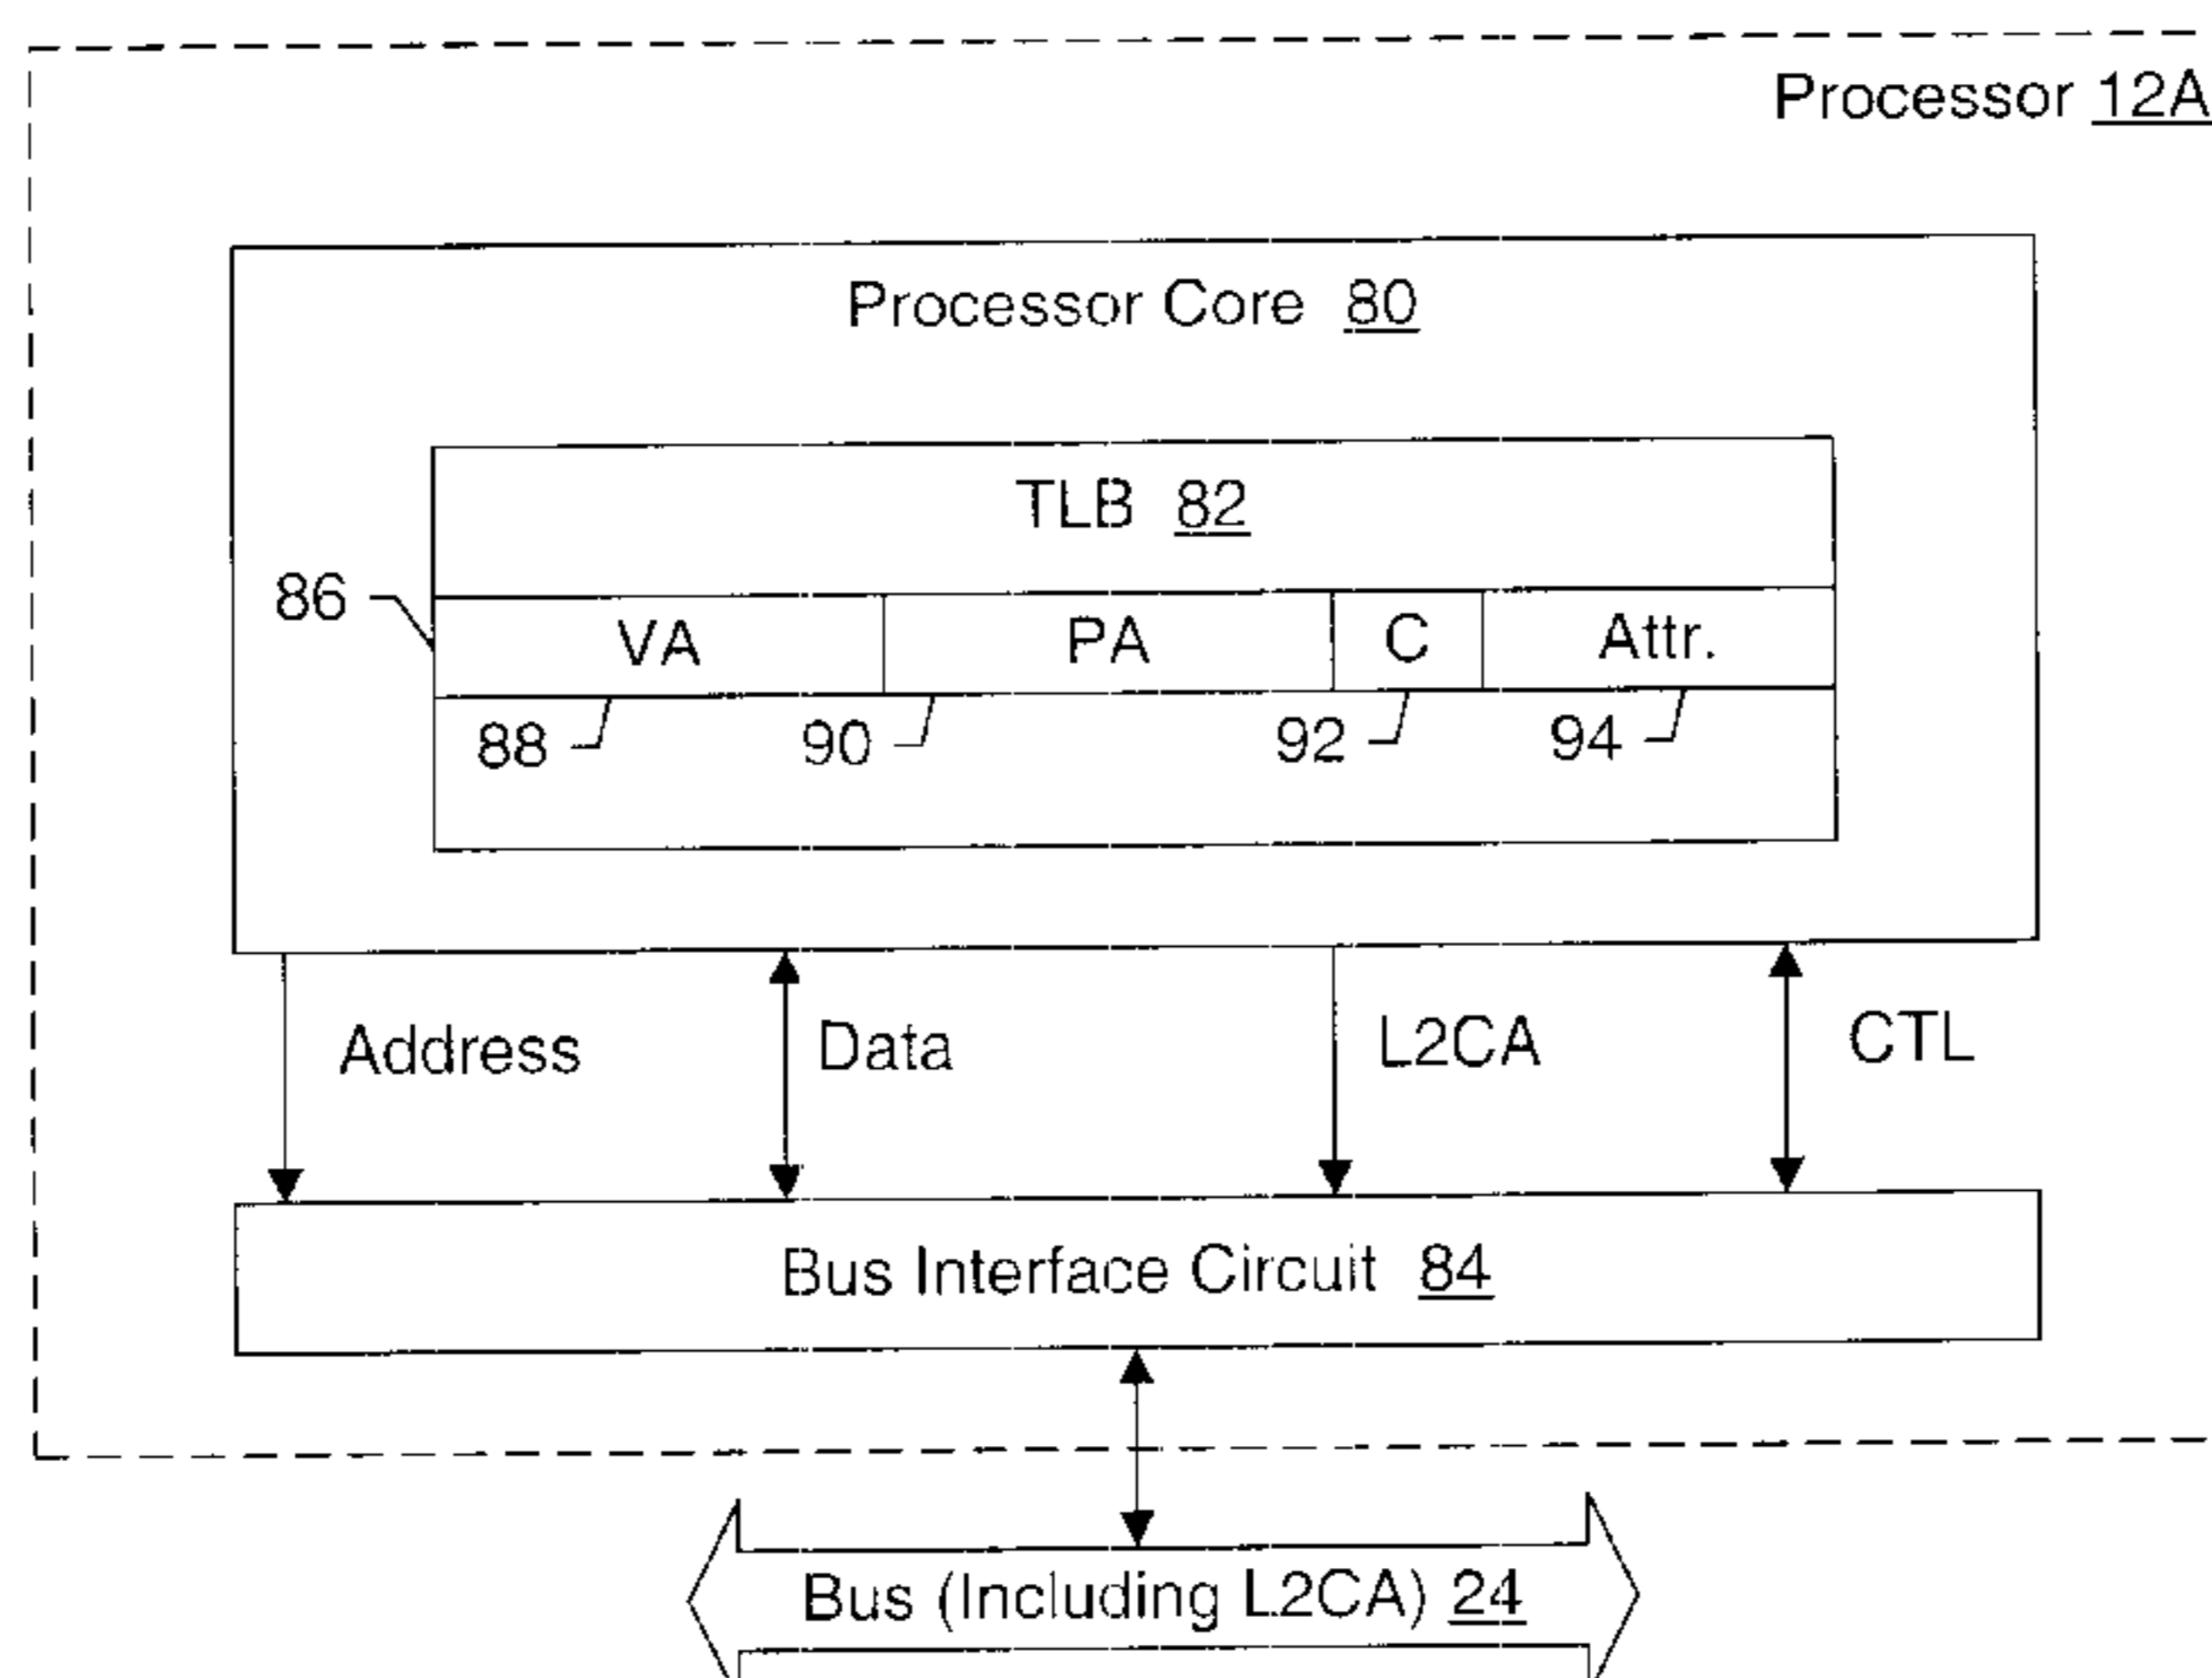 Processor 12A
Processor Core 80
TLB 82
86
VA PA C Attr.
88 90 92 94
Address Data L2CA CTL
Bus Interface Circuit 84
Bus (Including L2CA) 24